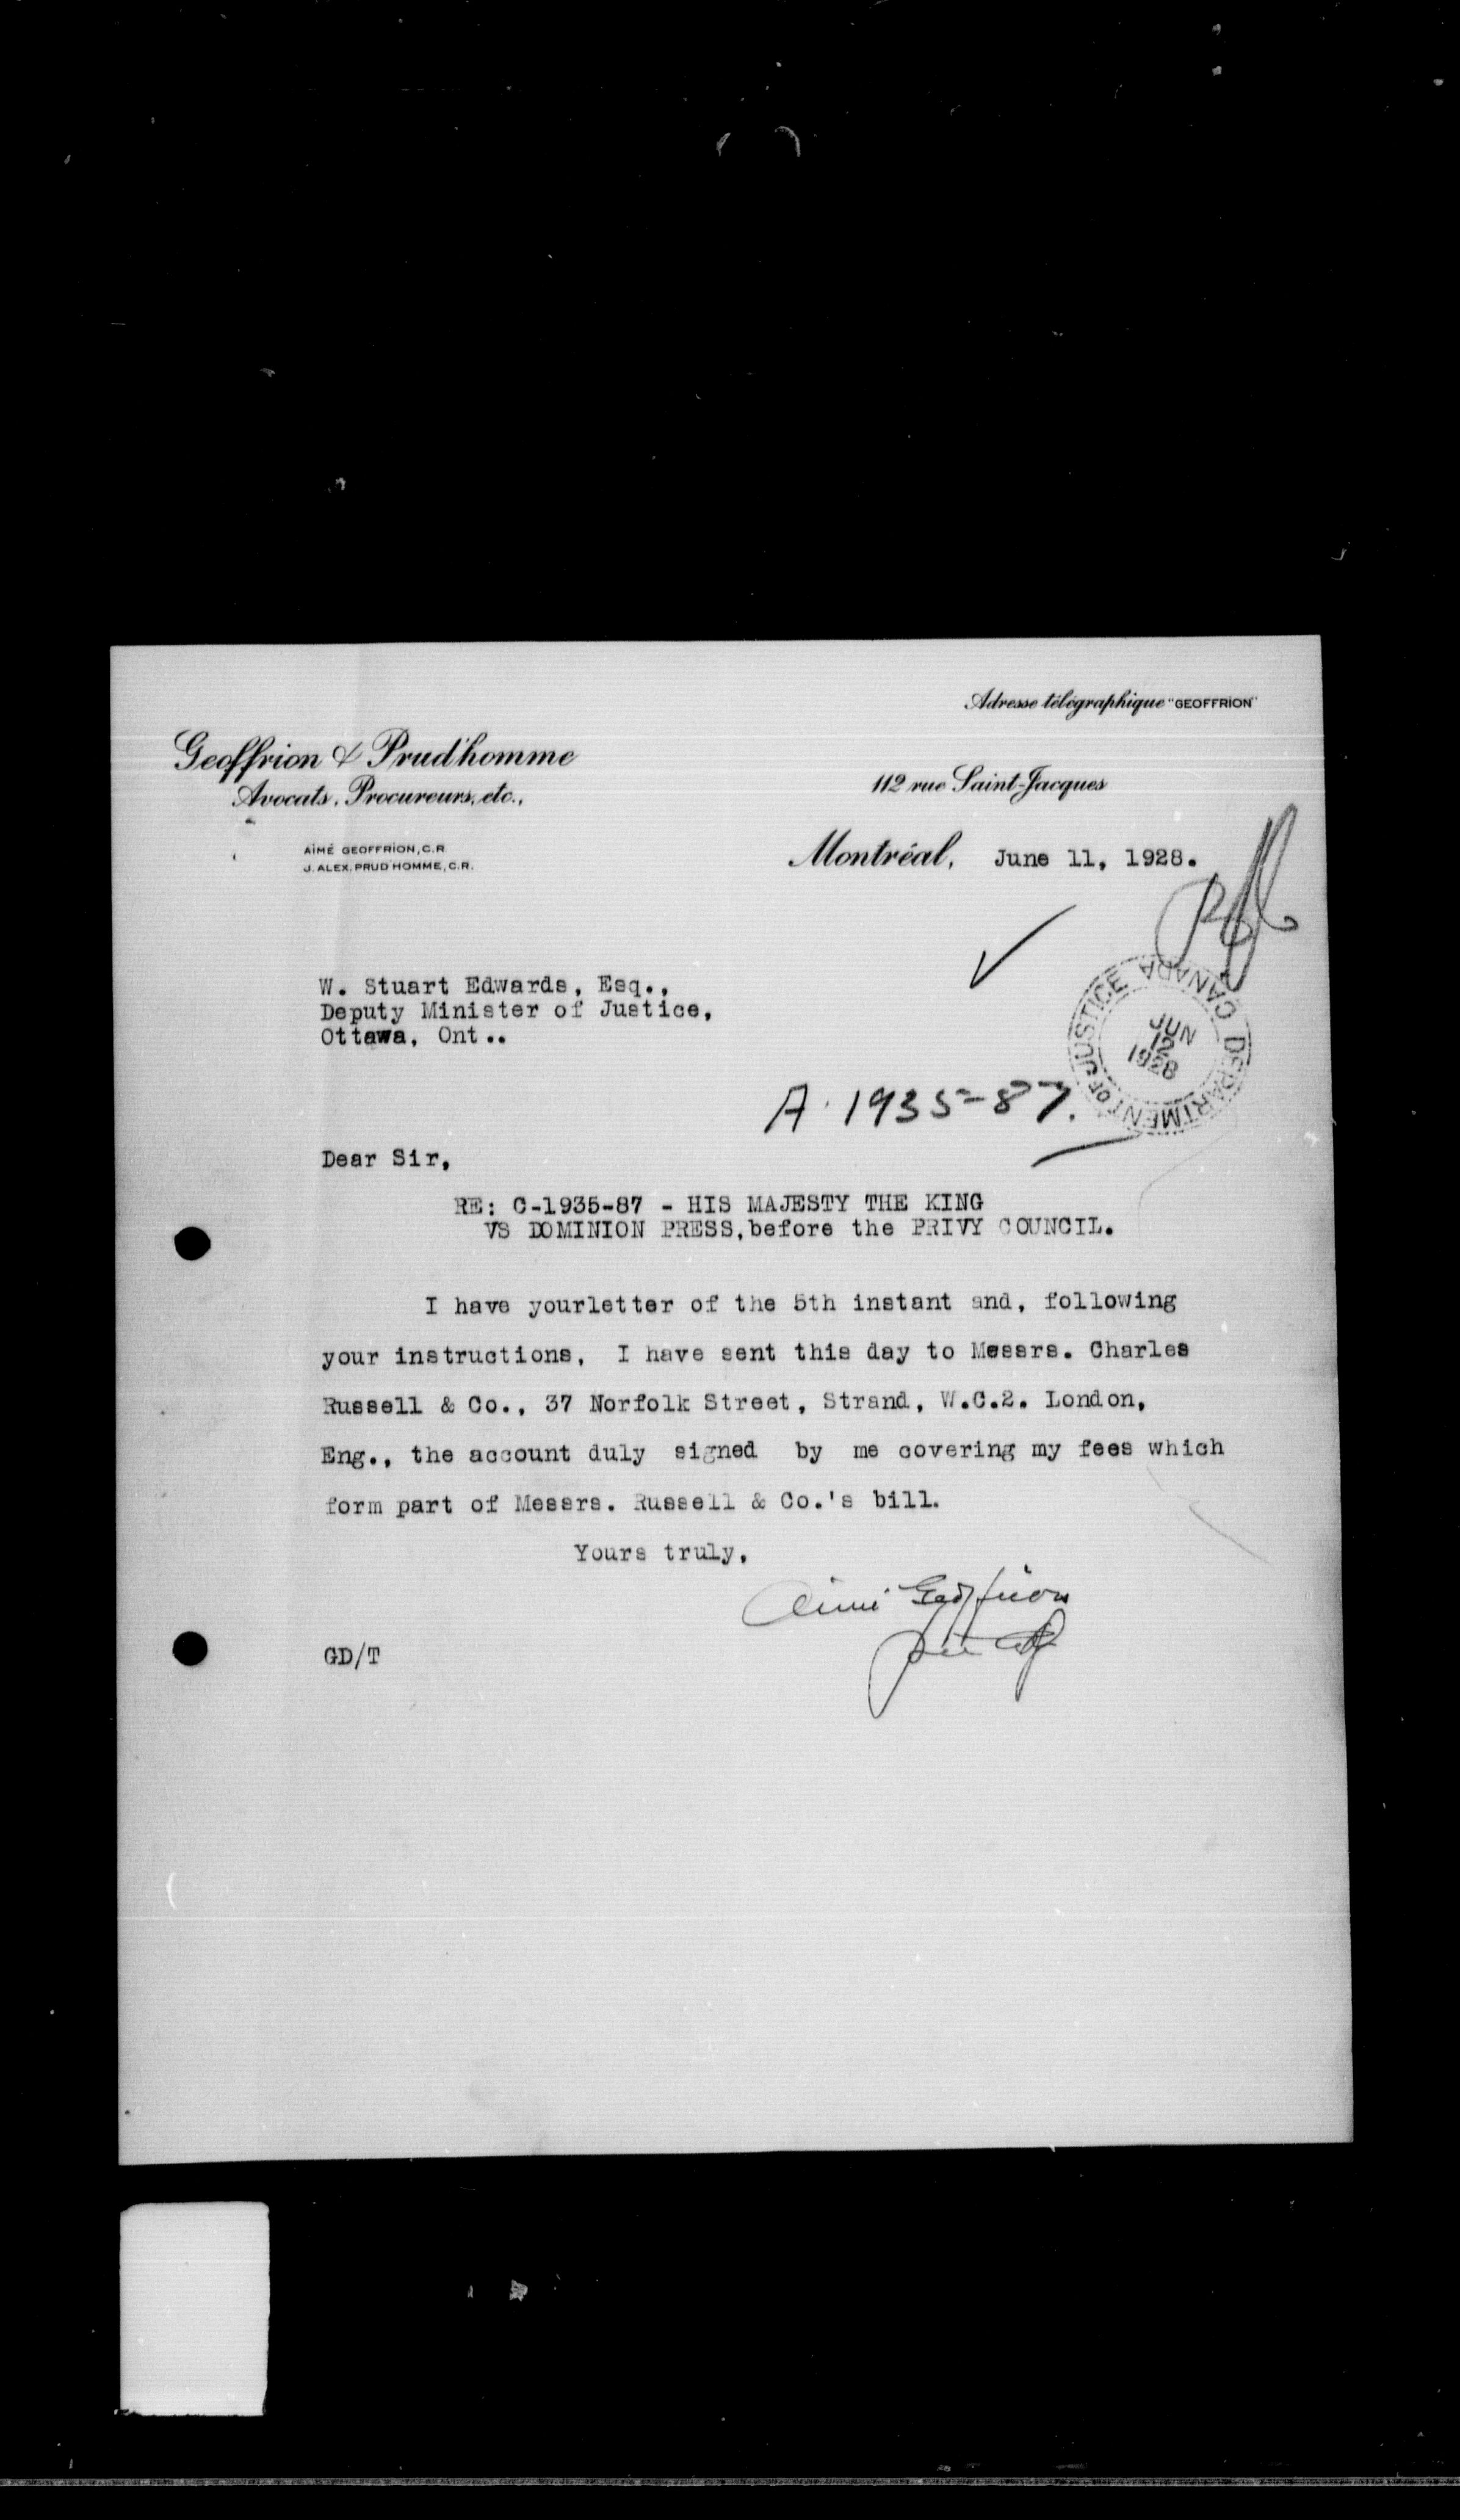 Adresse télégraphique "GEOFFRION"
Geoffrion & Prud'homme
Avocats, Procureurs, etc.,
112 rue Saint-Jacques
AIMÉ GEOFFRION, C.R.
J. ALEX. PRUD'HOMME, C.R.
Montréal, June 11, 1928.
W. Stuart Edwards, Esq.,
Deputy Minister of Justice,
Ottawa, Ont..
DEPARTMENT OF JUSTICE CANADA
JUN
12
1928
A. 1935-87.
Dear Sir,
RE: C-1935-87 - HIS MAJESTY THE KING
VS DOMINION PRESS, before the PRIVY COUNCIL.
I have yourletter of the 5th instant and, following
your instructions, I have sent this day to Messrs. Charles
Russell & Co., 37 Norfolk Street, Strand, W.C.2. London,
Eng., the account duly signed by me covering my fees which
form part of Messrs. Russell & Co.'s bill.
Yours truly,
Aimé Geoffrion
GD/T